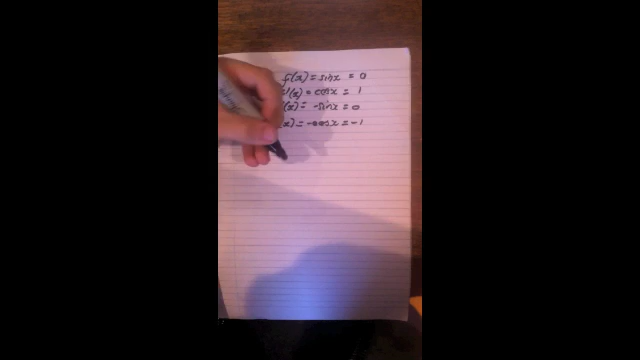 f(x) = sinx = 0
'(x) = cosx = 1
(x) = -sinx = 0
(x) = -cosx = -1